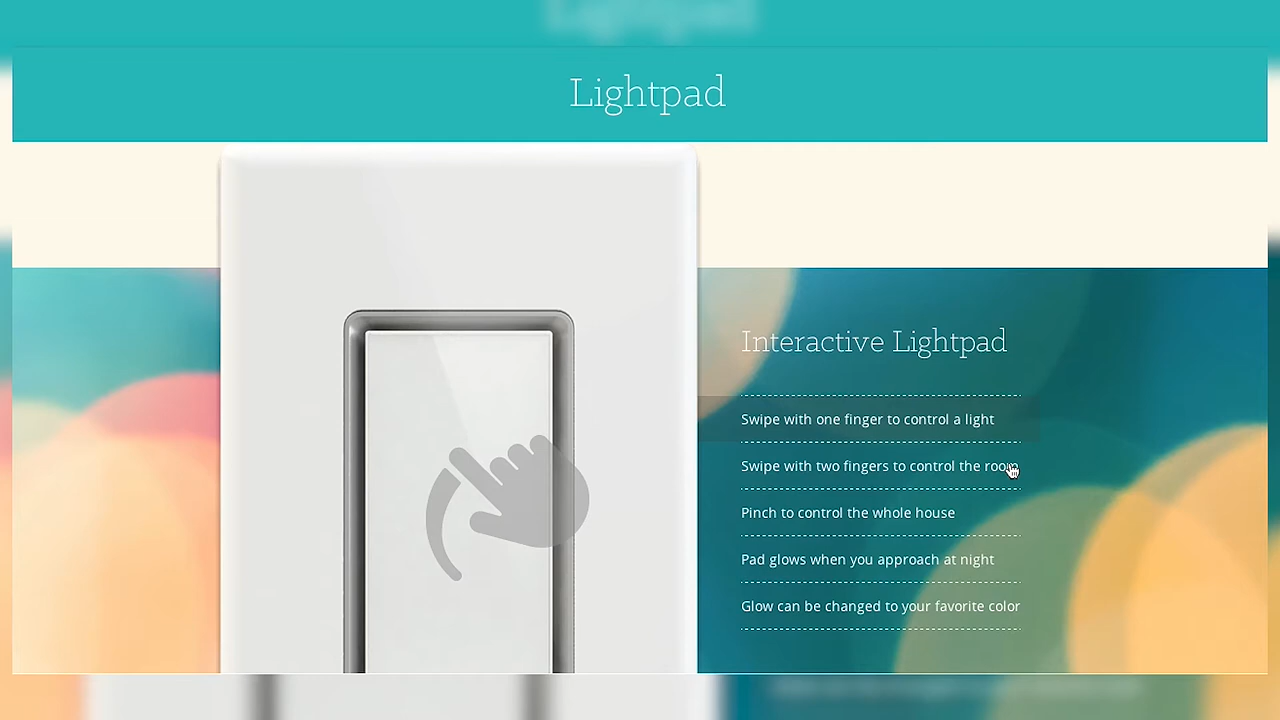 Lightpad
Interactive Lightpad
Swipe with one finger to control a light
Swipe with two fingers to control the room
Pinch to control the whole house
Pad glows when you approach at night
Glow can be changed to your favorite color